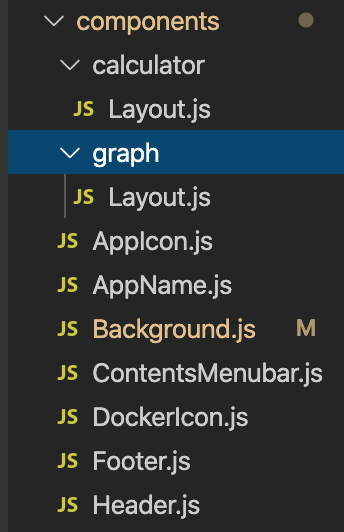 components
calculator
JS Layout.js
graph
JS Layout.js
JS AppIcon.js
JS AppName.js
JS Background.js M
JS ContentsMenubar.js
JS DockerIcon.js
JS Footer.js
JS Header.js